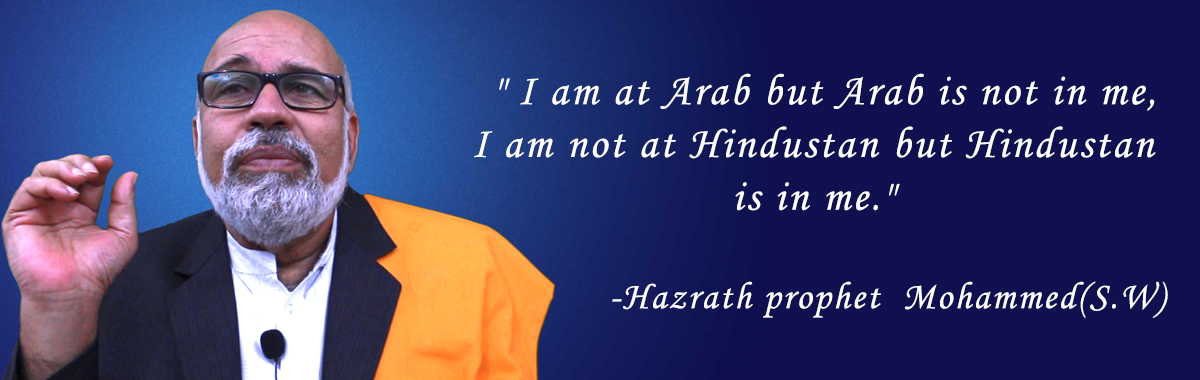 " I am at Arab but Arab is not in me,
I am not at Hindustan but Hindustan
is in me."
-Hazrath prophet Mohammed(S.W)